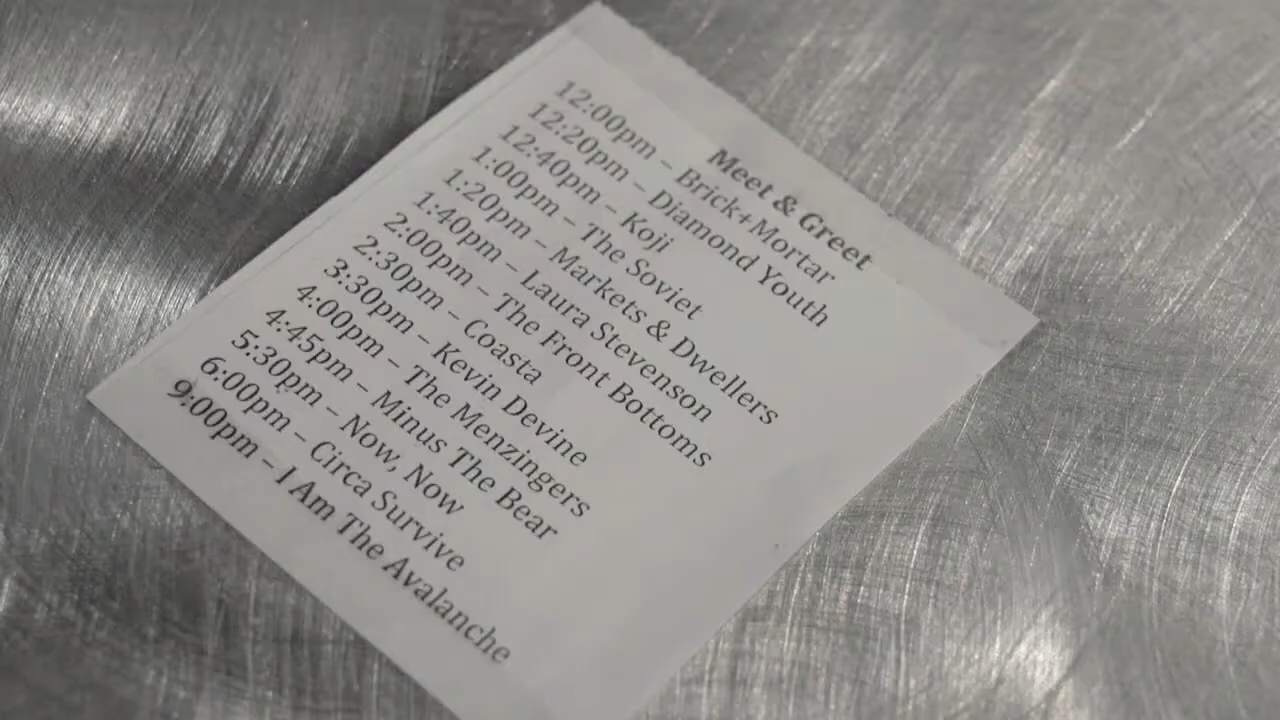 Meet & Greet
12:00pm – Brick+Mortar
12:20pm – Diamond Youth
12:40pm – Koji
1:00pm – The Soviet
1:20pm – Markets & Dwellers
1:40pm – Laura Stevenson
2:00pm – The Front Bottoms
2:30pm – Coasta
3:30pm – Kevin Devine
4:00pm – The Menzingers
4:45pm – Minus The Bear
5:30pm – Now, Now
6:00pm – Circa Survive
9:00pm – I Am The Avalanche